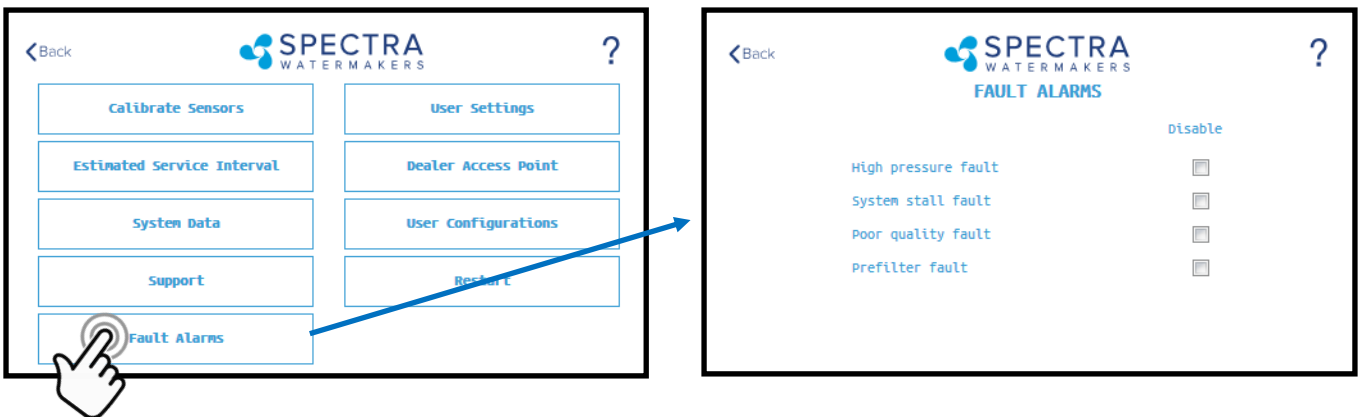 Back
SPECTRA
WATERMAKERS
?
Calibrate Sensors
User Settings
Estimated Service Interval
Dealer Access Point
System Data
User Configurations
Support
Restart
Fault Alarms
Back
SPECTRA
WATERMAKERS
?
FAULT ALARMS
Disable
High pressure fault
System stall fault
Poor quality fault
Prefilter fault